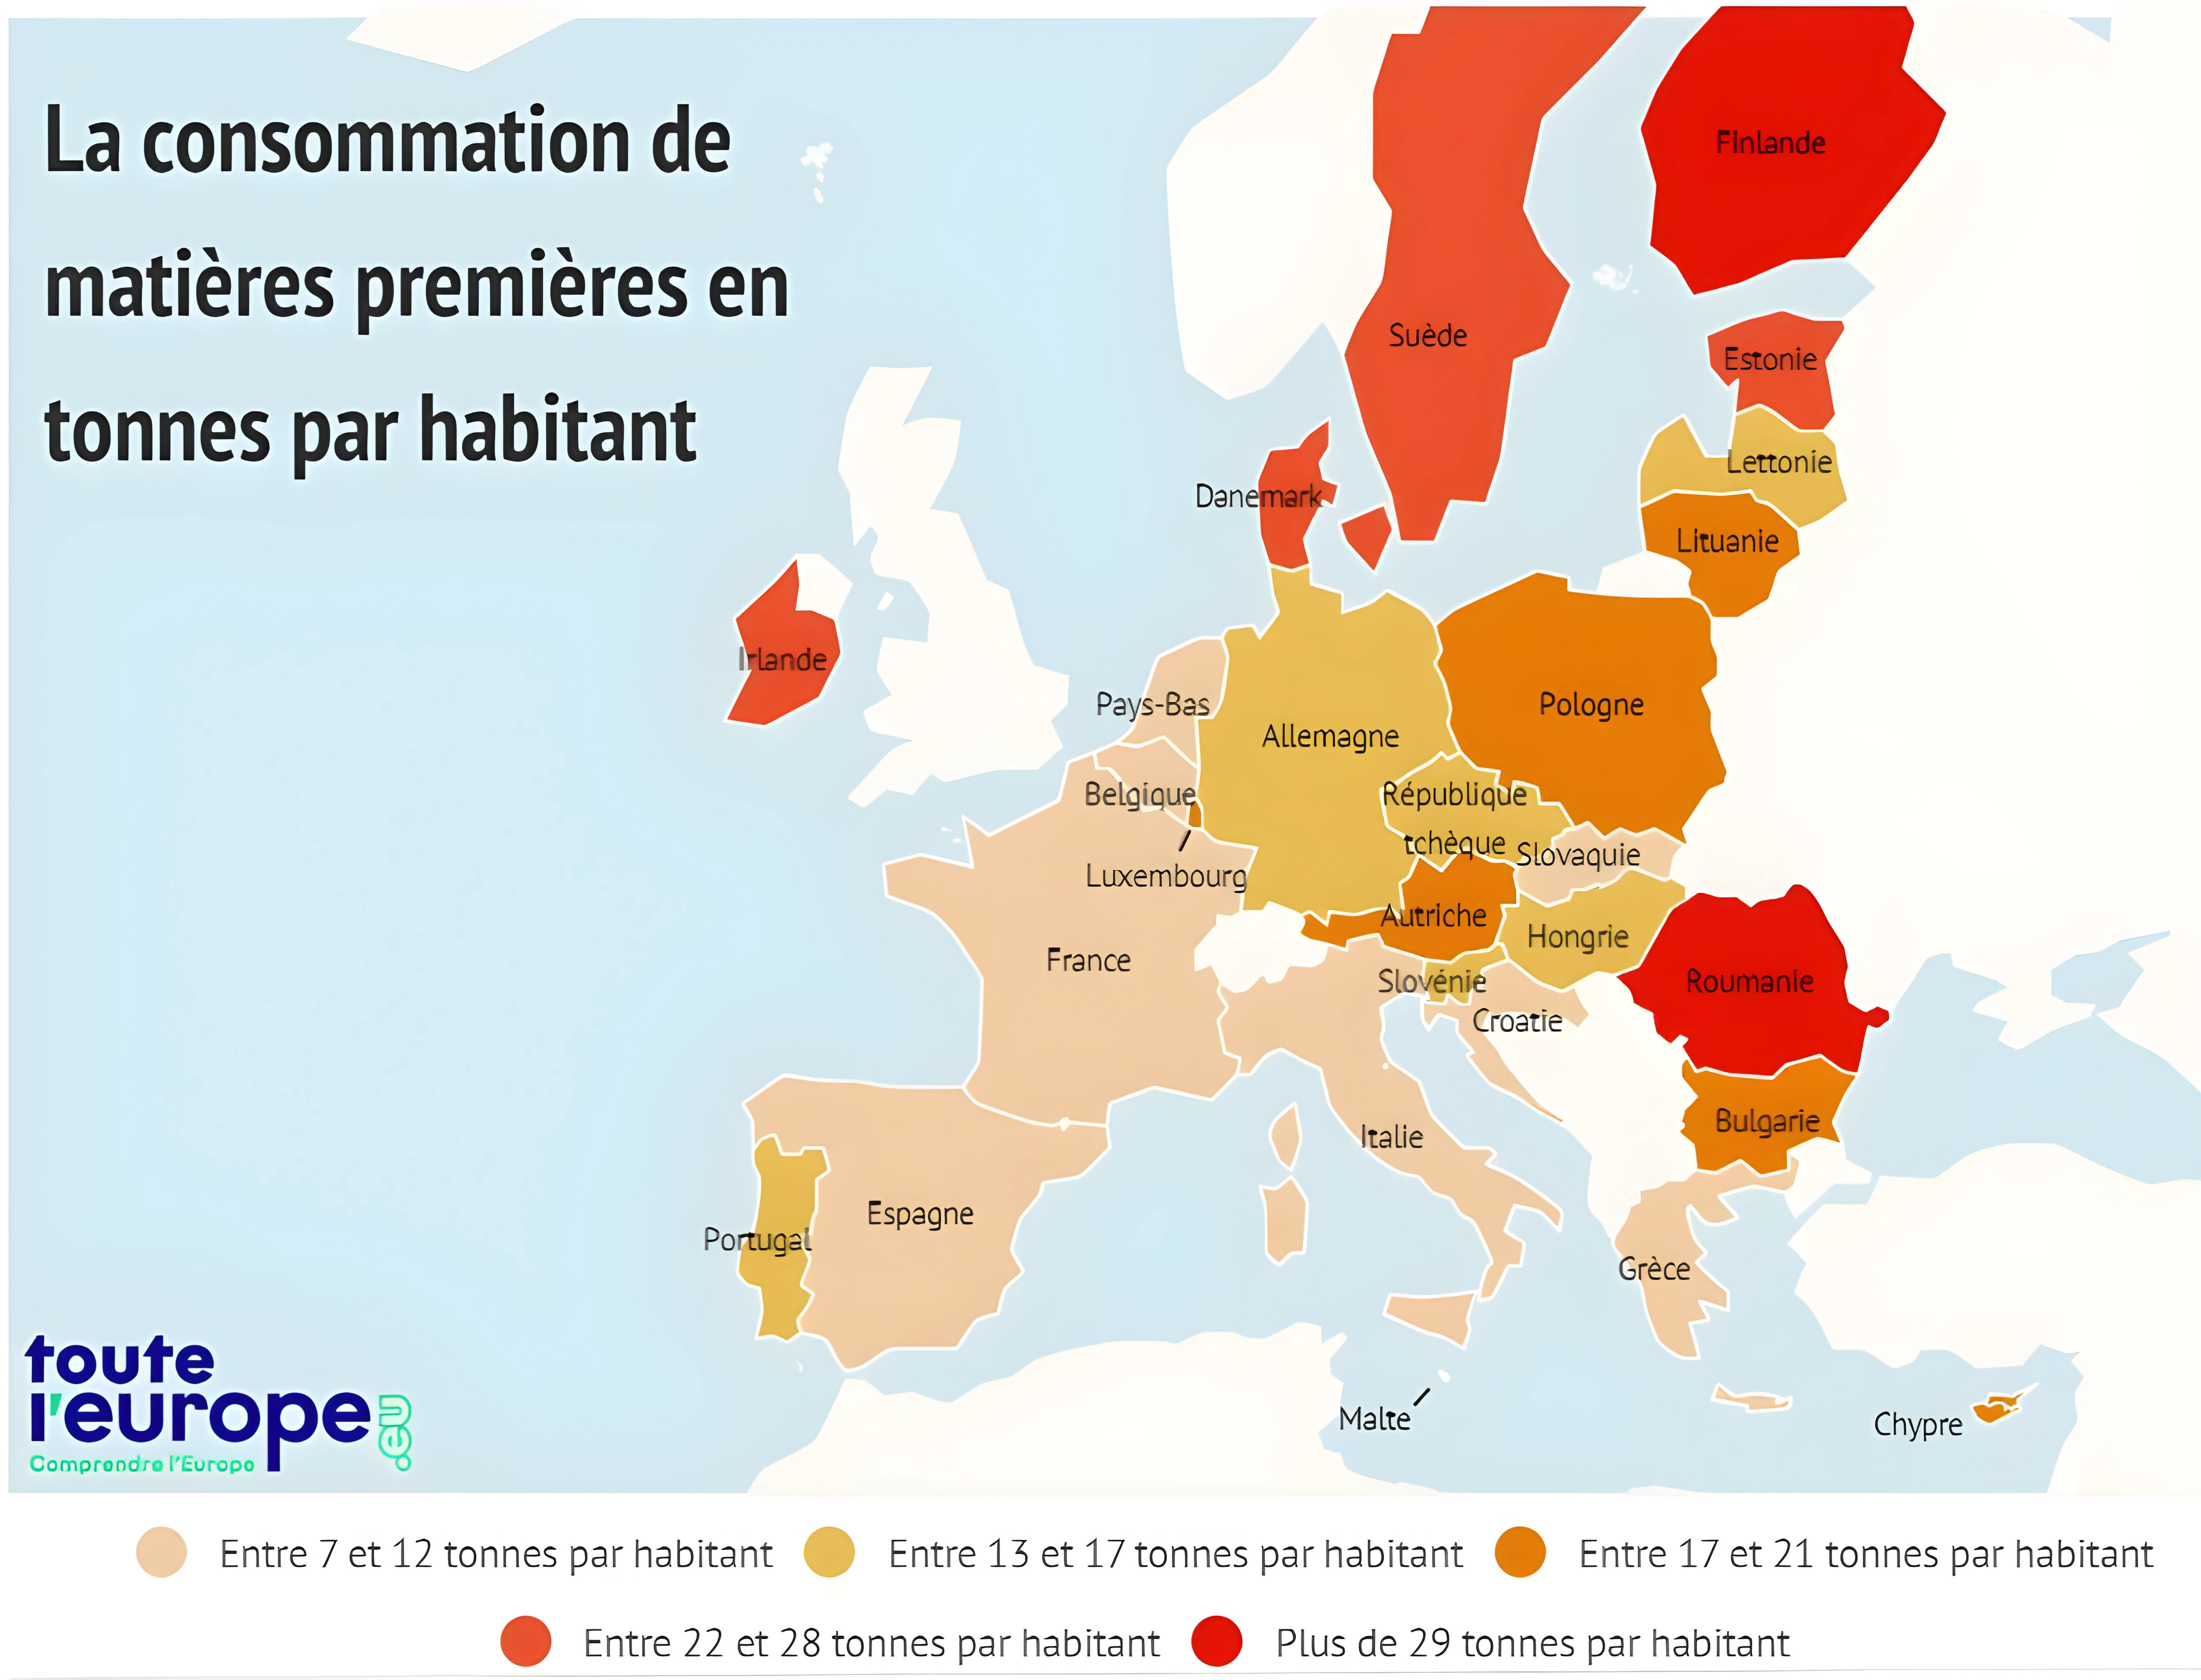 La consommation de
matières premières en
tonnes par habitant
Finlande
Suède
Estonie
Lettonie
Danemark
Lituanie
Irlande
Pays-Bas
Pologne
Allemagne
Belgique
République
tchèque
Slovaquie
Luxembourg
Autriche
Hongrie
France
Slovénie
Roumanie
Croatie
Bulgarie
Italie
Espagne
Portugal
Grèce
Malte
Chypre
toute
l'europe
.eu
Comprendre l'Europe
Entre 7 et 12 tonnes par habitant
Entre 13 et 17 tonnes par habitant
Entre 17 et 21 tonnes par habitant
Entre 22 et 28 tonnes par habitant
Plus de 29 tonnes par habitant